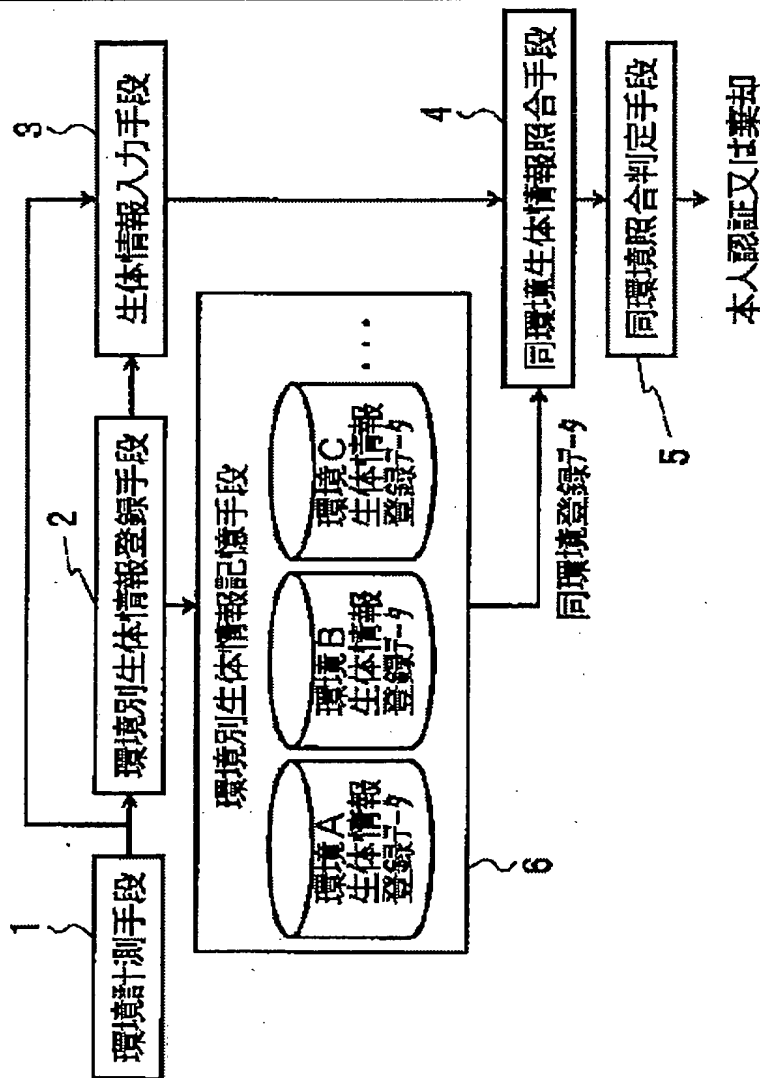 1
環境計測手段
2
環境別生体情報登録手段
3
生体情報入力手段
環境別生体情報記憶手段
環境A
生体情報
登録データ
環境B
生体情報
登録データ
環境C
生体情報
登録データ
・・・
6
同環境登録データ
4
同環境生体情報照合手段
5
同環境照合判定手段
本人認証又は棄却